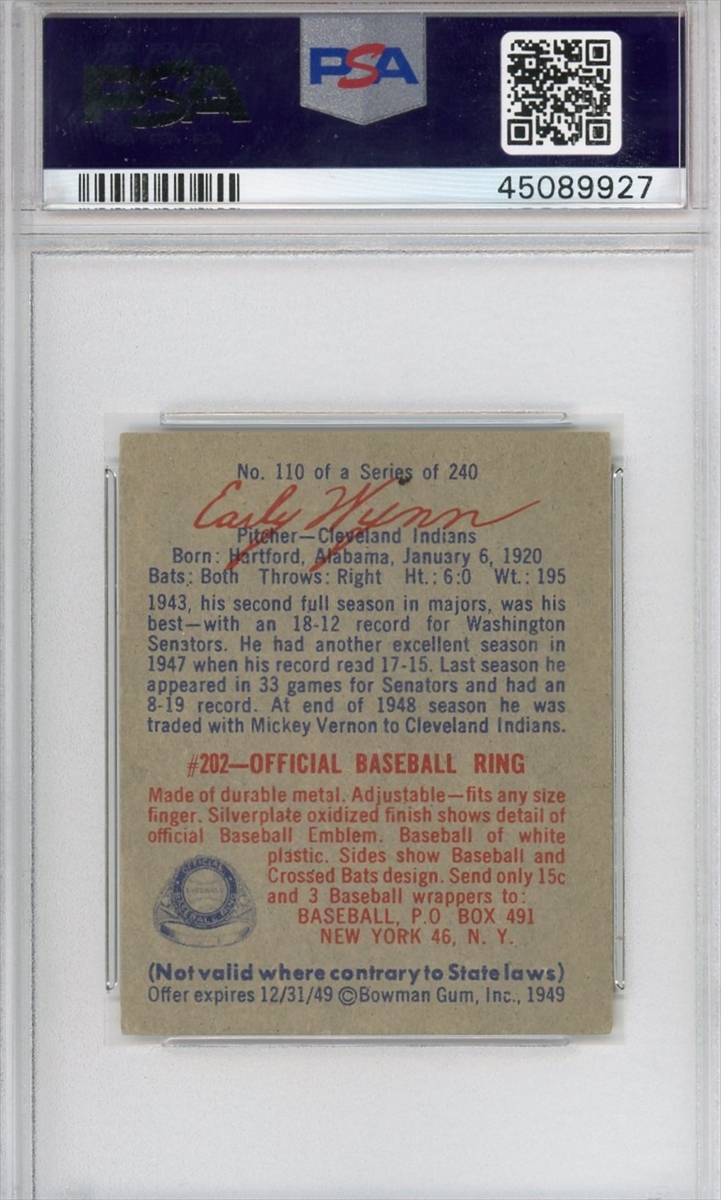 PSA
PSA
45089927
No. 110 of a Series of 240
Early Wynn
Pitcher—Cleveland Indians
Born: Hartford, Alabama, January 6, 1920
Bats: Both Throws: Right Ht.: 6:0 Wt.: 195
1943, his second full season in majors, was his
best—with an 18-12 record for Washington
Senators. He had another excellent season in
1947 when his record read 17-15. Last season he
appeared in 33 games for Senators and had an
8-19 record. At end of 1948 season he was
traded with Mickey Vernon to Cleveland Indians.
#202—OFFICIAL BASEBALL RING
Made of durable metal. Adjustable—fits any size
finger. Silverplate oxidized finish shows detail of
official Baseball Emblem. Baseball of white
plastic. Sides show Baseball and
Crossed Bats design. Send only 15c
and 3 Baseball wrappers to:
BASEBALL, P.O BOX 491
NEW YORK 46, N. Y.
OFFICIAL
BASEBALL RING
(Not valid where contrary to State laws)
Offer expires 12/31/49 ©Bowman Gum, Inc., 1949